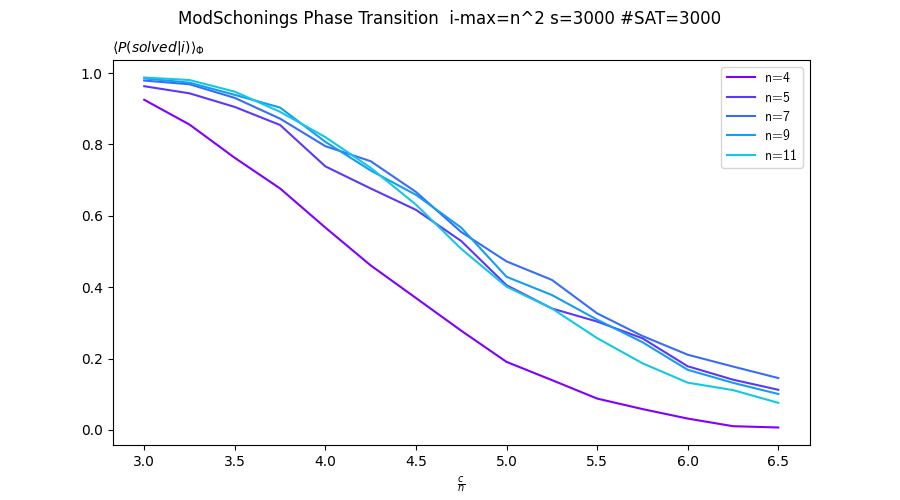 ModSchonings Phase Transition i-max=n^2 s=3000 #SAT=3000
⟨P(solved|i)⟩Φ
1.0
0.8
0.6
0.4
0.2
0.0
n=4
n=5
n=7
n=9
n=11
3.0 3.5 4.0 4.5 5.0 5.5 6.0 6.5
c/n